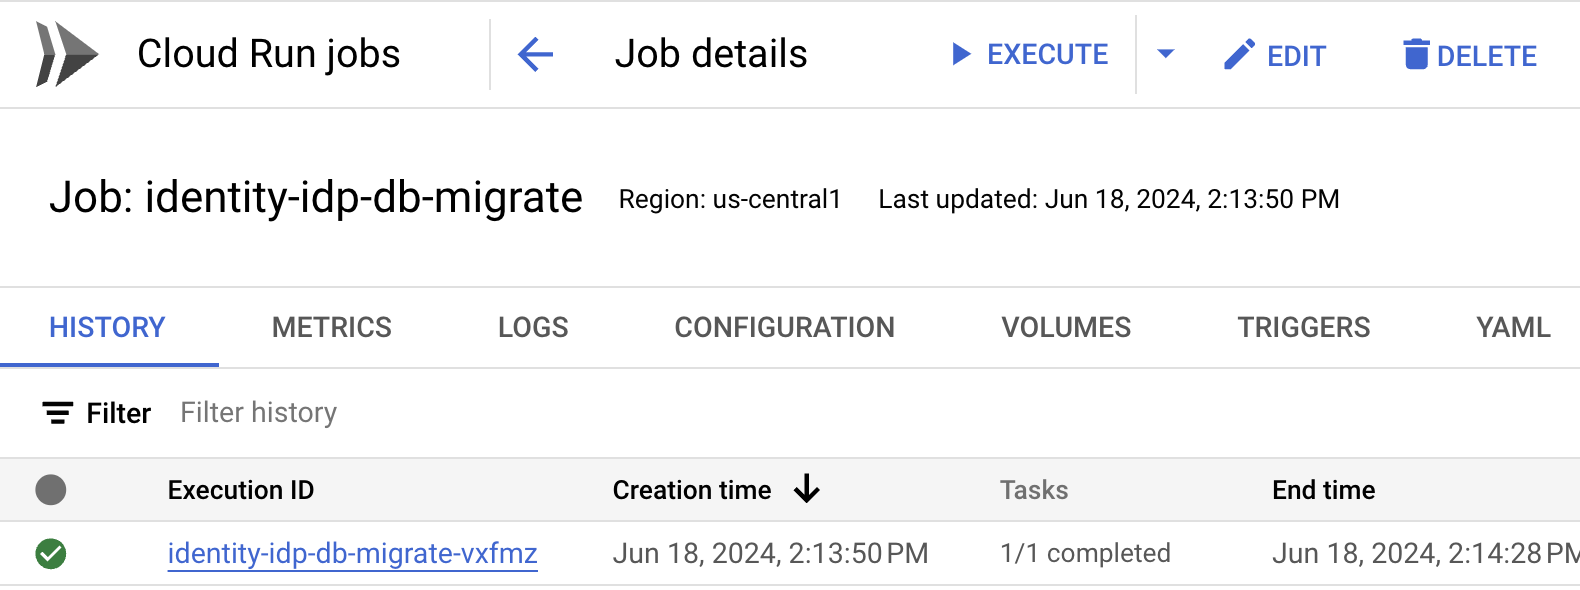 Cloud Run jobs Job details EXECUTE EDIT DELETE
Job: identity-idp-db-migrate Region: us-central1 Last updated: Jun 18, 2024, 2:13:50 PM
HISTORY METRICS LOGS CONFIGURATION VOLUMES TRIGGERS YAML
Filter Filter history
Execution ID Creation time Tasks End time
identity-idp-db-migrate-vxfmz Jun 18, 2024, 2:13:50 PM 1/1 completed Jun 18, 2024, 2:14:28 PM